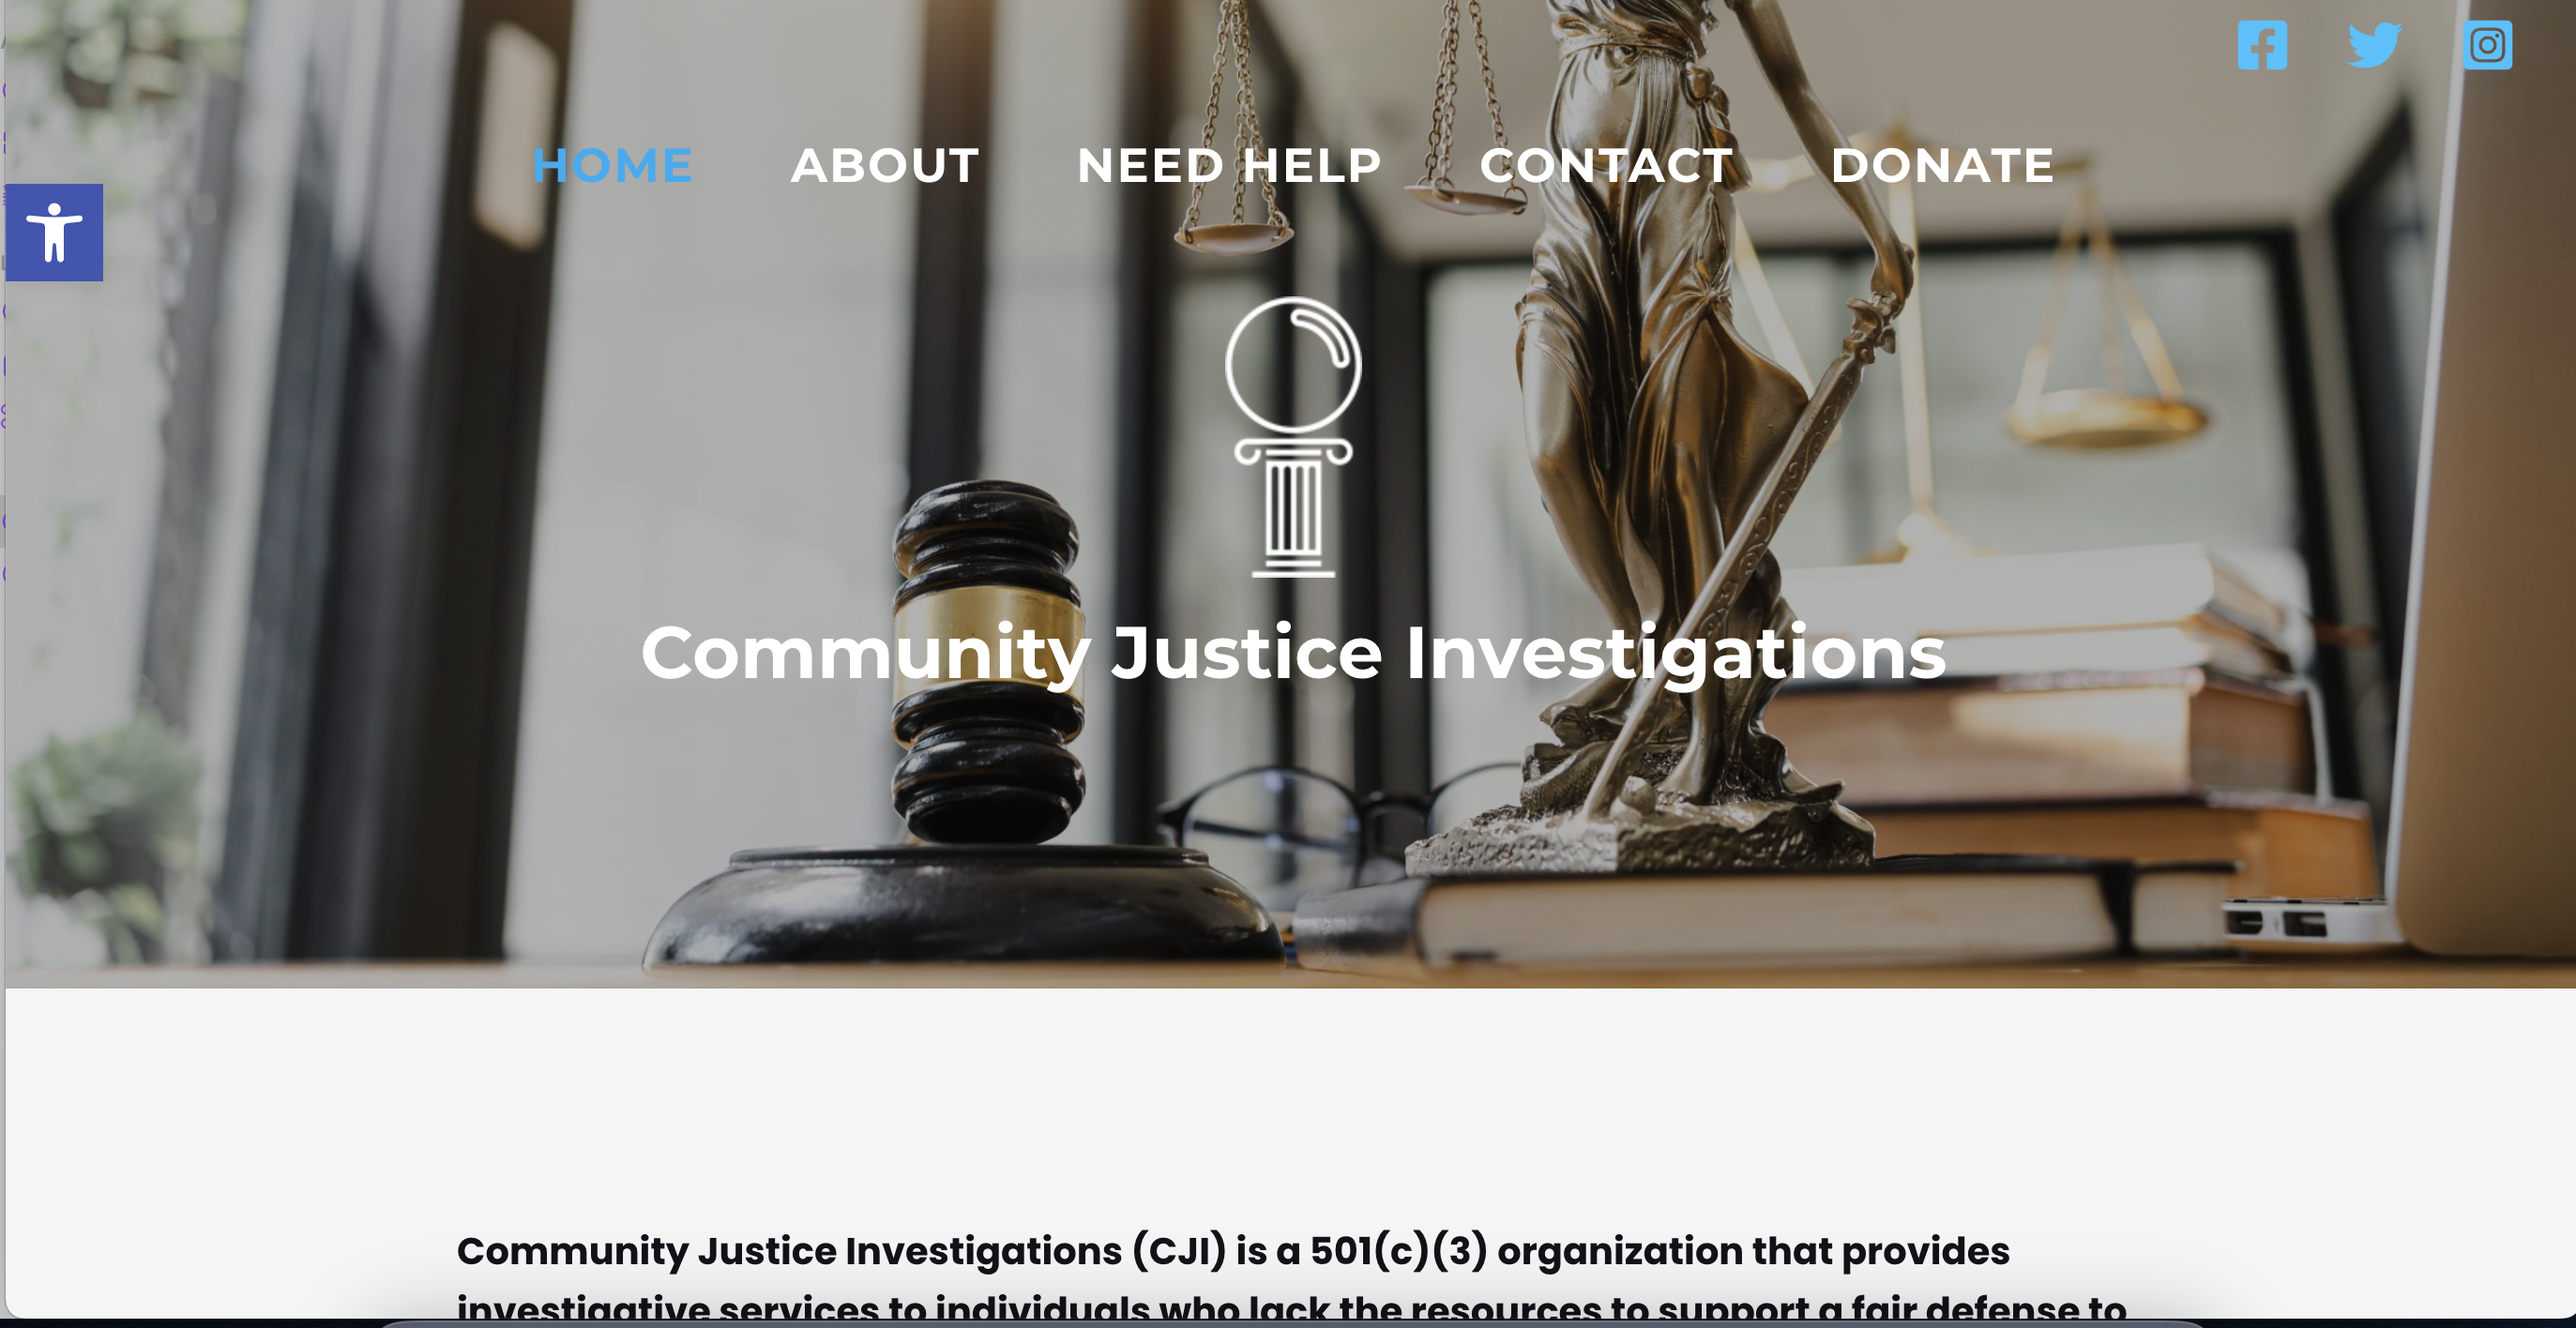 HOME ABOUT NEED HELP CONTACT DONATE
Community Justice Investigations
Community Justice Investigations (CJI) is a 501(c)(3) organization that provides
investigative services to individuals who lack the resources to support a fair defense to